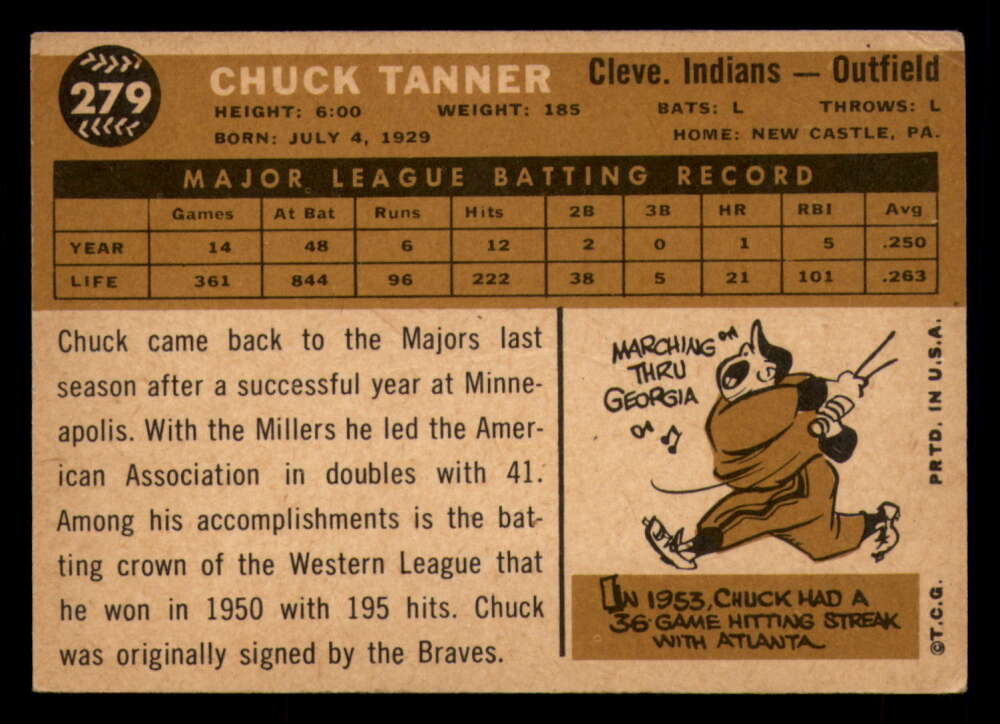 279
CHUCK TANNER
Cleve. Indians — Outfield
HEIGHT: 6:00 WEIGHT: 185 BATS: L THROWS: L
BORN: JULY 4, 1929 HOME: NEW CASTLE, PA.
MAJOR LEAGUE BATTING RECORD
Games At Bat Runs Hits 2B 3B HR RBI Avg
YEAR 14 48 6 12 2 0 1 5 .250
LIFE 361 844 96 222 38 5 21 101 .263
Chuck came back to the Majors last
season after a successful year at Minne-
apolis. With the Millers he led the Amer-
ican Association in doubles with 41.
Among his accomplishments is the bat-
ting crown of the Western League that
he won in 1950 with 195 hits. Chuck
was originally signed by the Braves.
MARCHING
THRU
GEORGIA
IN 1953, CHUCK HAD A
36-GAME HITTING STREAK
WITH ATLANTA
©T.C.G. PRTD. IN U.S.A.